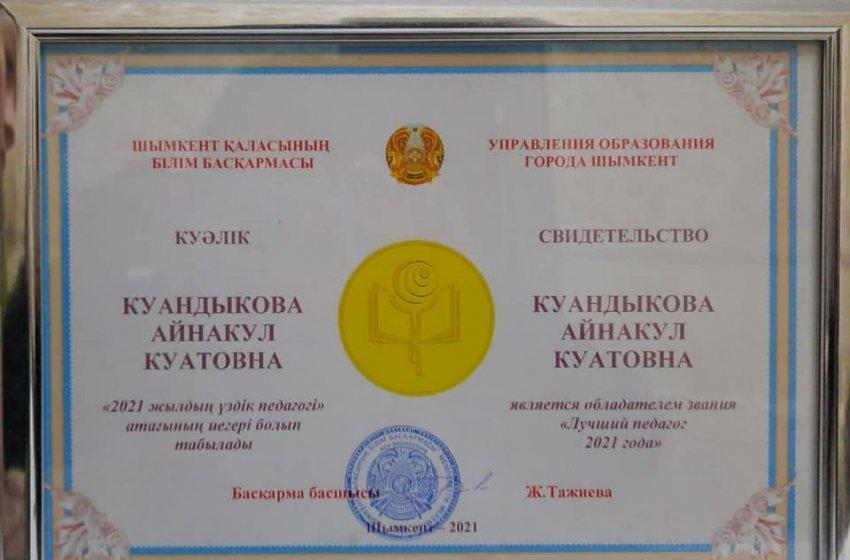 ШЫМКЕНТ ҚАЛАСЫНЫҢ
БІЛІМ БАСҚАРМАСЫ
КУӘЛІК
КУАНДЫКОВА
АЙНАКУЛ
КУАТОВНА
«2021 жылдың үздік педагогі»
атағының иегері болып
табылады
УПРАВЛЕНИЯ ОБРАЗОВАНИЯ
ГОРОДА ШЫМКЕНТ
СВИДЕТЕЛЬСТВО
КУАНДЫКОВА
АЙНАКУЛ
КУАТОВНА
является обладателем звания
«Лучший педагог
2021 года»
Басқарма басшысы
Ж.Тажиева
Шымкент – 2021